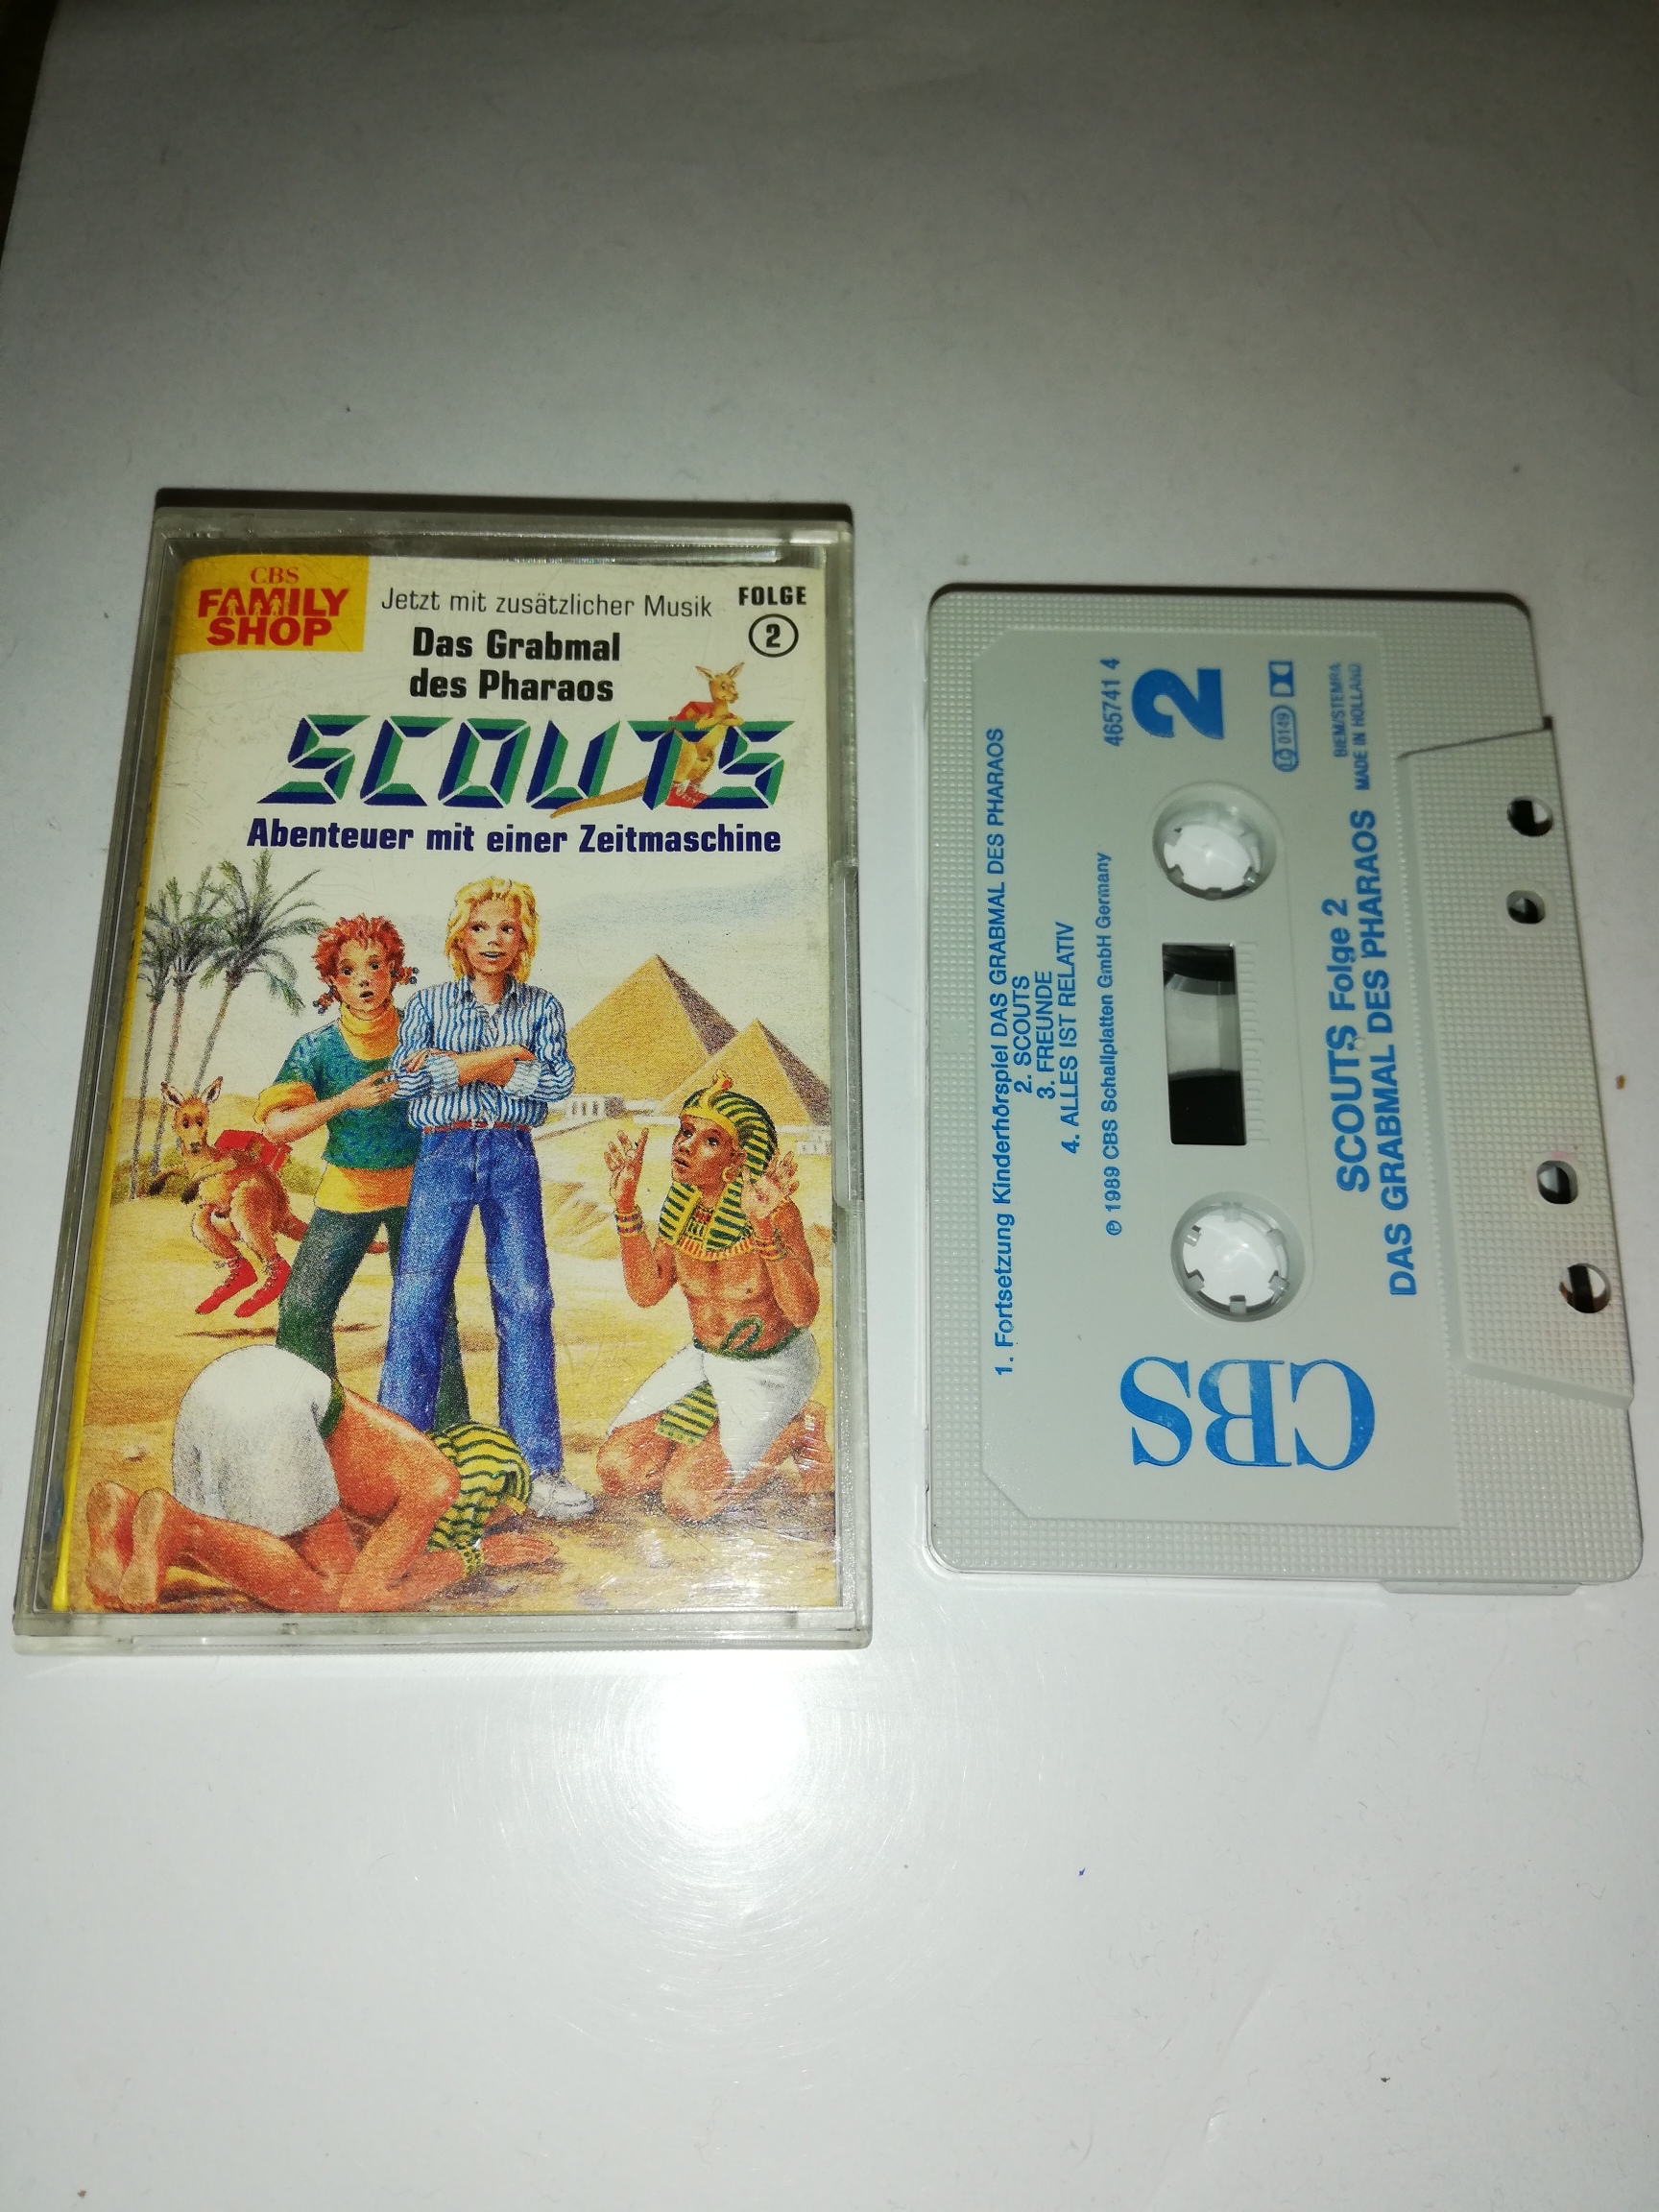 CBS
FAMILY
SHOP
Jetzt mit zusätzlicher Musik
FOLGE
2
Das Grabmal
des Pharaos
SCOUTS
Abenteuer mit einer Zeitmaschine
1. Fortsetzung Kinderhörspiel DAS GRABMAL DES PHARAOS
2. SCOUTS
3. FREUNDE
4. ALLES IST RELATIV
℗ 1989 CBS Schallplatten GmbH Germany
465741 4
2
CBS
LC 0149
BIEM/STEMRA
MADE IN HOLLAND
SCOUTS Folge 2
DAS GRABMAL DES PHARAOS